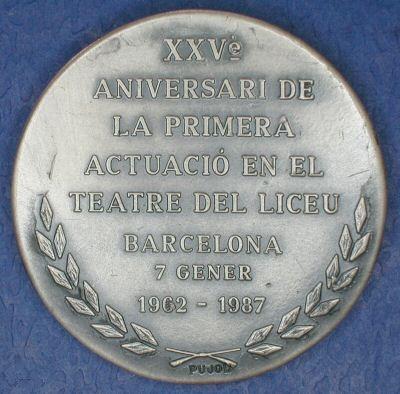 XXVè
ANIVERSARI DE
LA PRIMERA
ACTUACIÓ EN EL
TEATRE DEL LICEU
BARCELONA
7 GENER
1962 - 1987
PUJOL